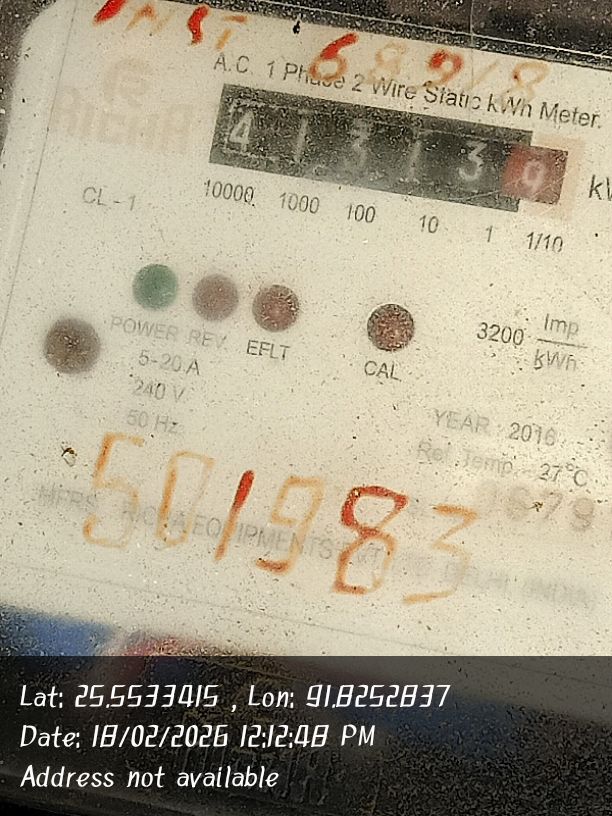 INST 68918
A.C. 1 Phase 2 Wire Static kWh Meter.
4 1 3 1 3 9
CL - 1
10000 1000 100 10 1 1/10
POWER REV EFLT CAL
3200 Imp/kWh
5-20 A
240 V
50 Hz
YEAR 2016
Ref Temp. - 27°C
501983
Lat: 25.5533415 , Lon: 91.8252837
Date: 18/02/2026 12:12:48 PM
Address not available